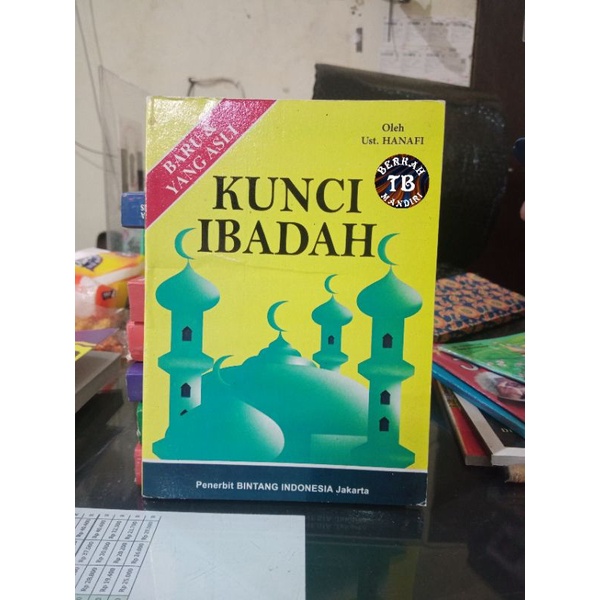 BARU &
YANG ASLI
Oleh
Ust. HANAFI
BERKAH
TB
MANDIRI
KUNCI
IBADAH
Penerbit BINTANG INDONESIA Jakarta